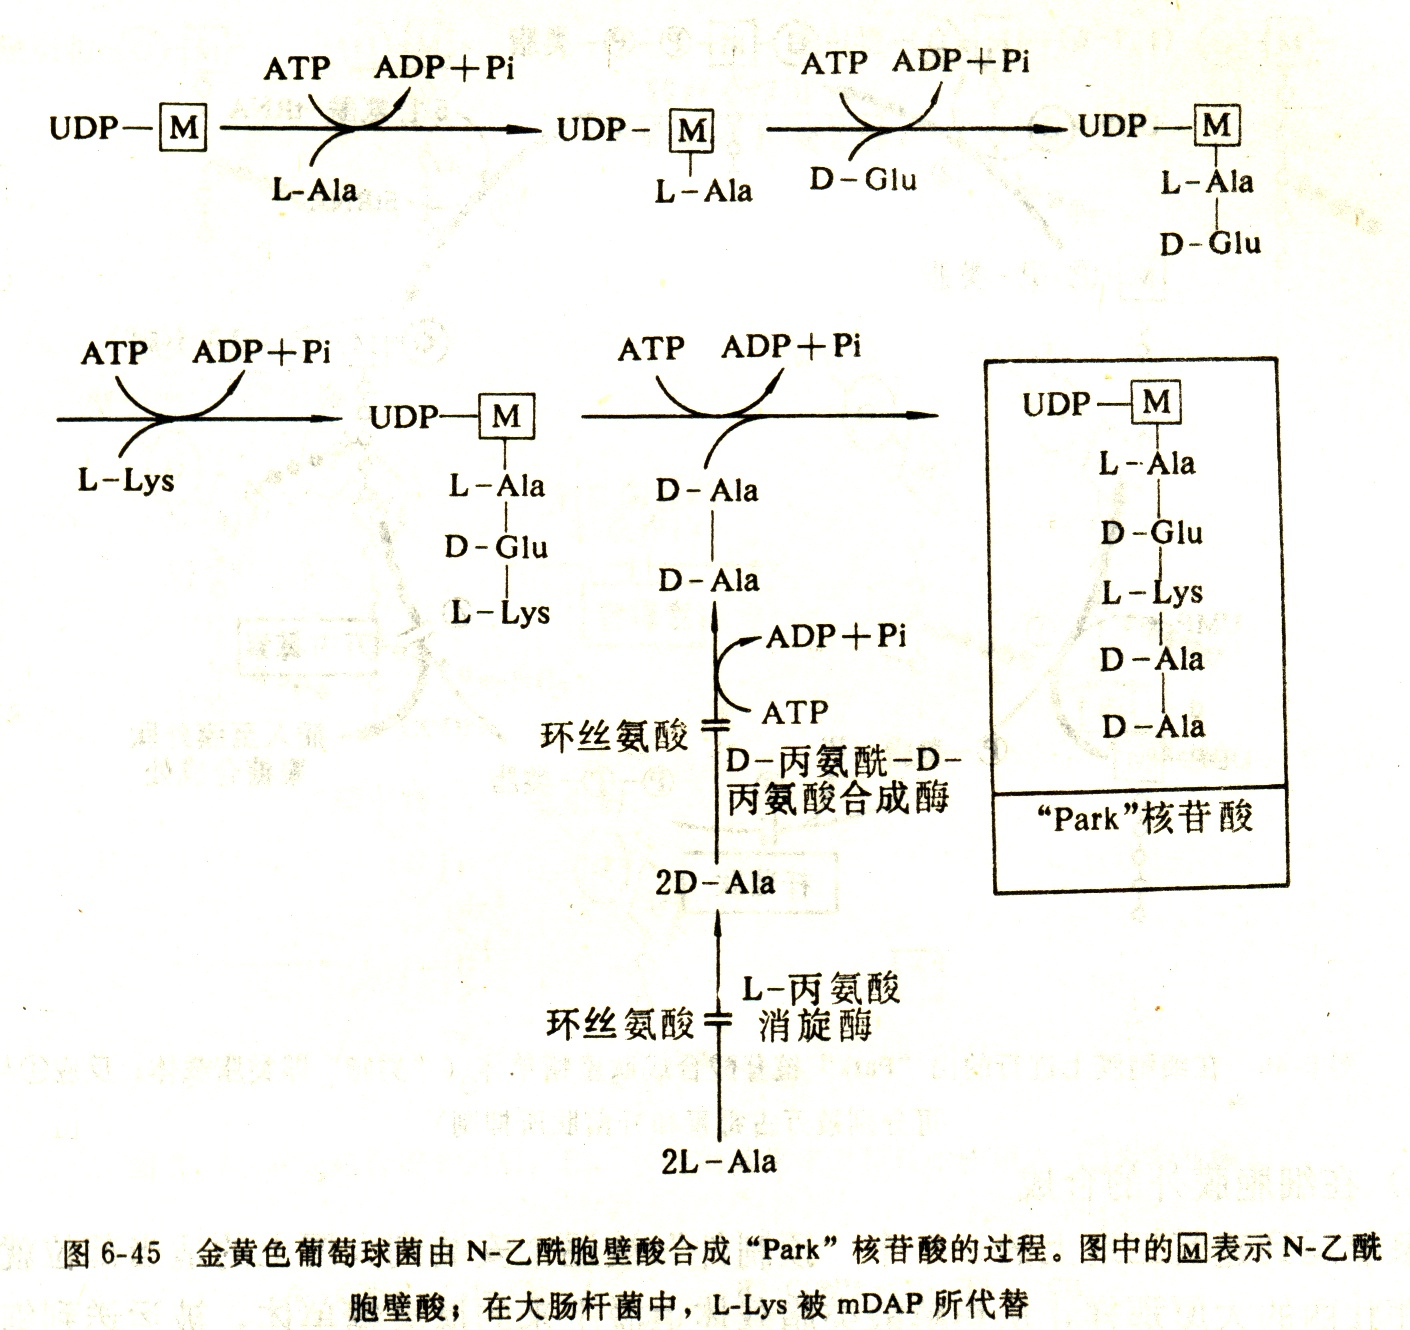 ATP ADP+Pi ATP ADP+Pi
UDP—M UDP-M UDP—M
L-Ala L-Ala D-Glu L-Ala
D-Glu
ATP ADP+Pi ATP ADP+Pi
UDP—M UDP—M
L-Lys L-Ala D-Ala L-Ala
D-Glu D-Glu
D-Ala L-Lys
L-Lys
ADP+Pi D-Ala
ATP D-Ala
环丝氨酸
D-丙氨酰-D-
丙氨酸合成酶
“Park”核苷酸
2D-Ala
L-丙氨酸
环丝氨酸 消旋酶
2L-Ala
图 6-45 金黄色葡萄球菌由 N-乙酰胞壁酸合成“Park”核苷酸的过程。图中的M表示 N-乙酰
胞壁酸；在大肠杆菌中，L-Lys 被 mDAP 所代替